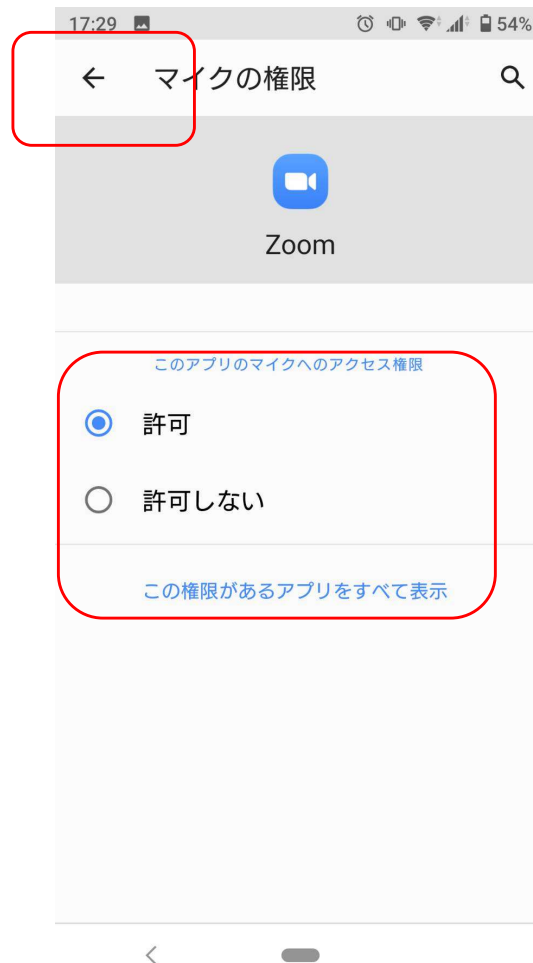 17:29 54%
マイクの権限
Zoom
このアプリのマイクへのアクセス権限
許可
許可しない
この権限があるアプリをすべて表示